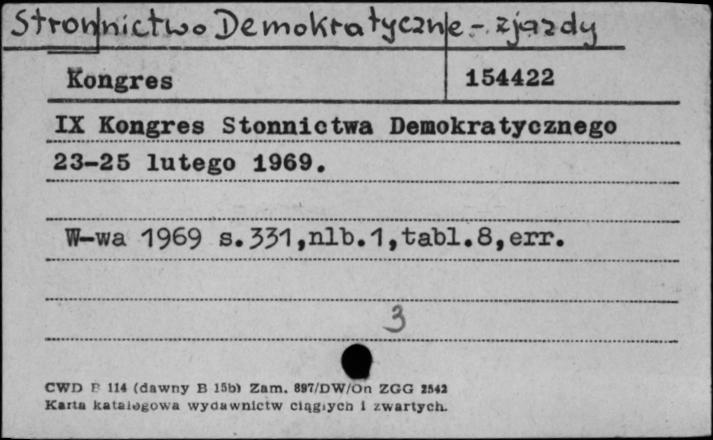 Stronnictwo Demokratyczne - zjazdy
Kongres 154422
IX Kongres Stonnictwa Demokratycznego
23-25 lutego 1969.
W-wa 1969 s.331,nlb.1,tabl.8,err.
3
CWD B 114 (dawny B 15b) Zam. 897/DW/On ZGG 2542
Karta katalogowa wydawnictw ciągłych i zwartych.